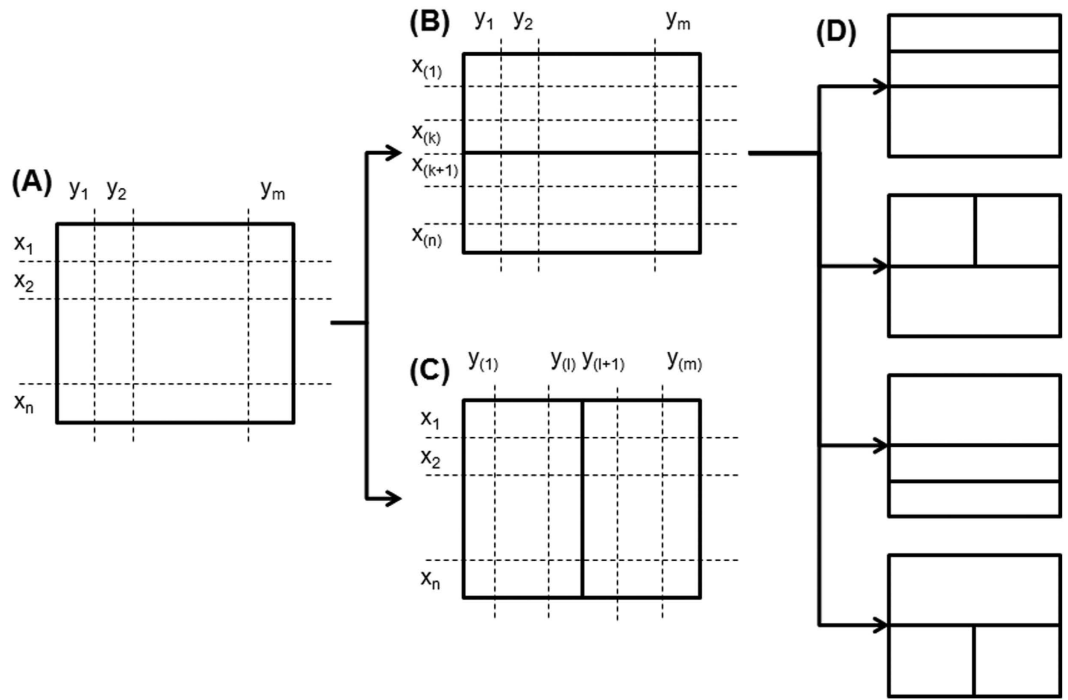 (A)
y1 y2 ym
x1
x2
xn
(B)
y1 y2 ym
x(1)
x(k)
x(k+1)
x(n)
(C)
y(1) y(l) y(l+1) y(m)
x1
x2
xn
(D)